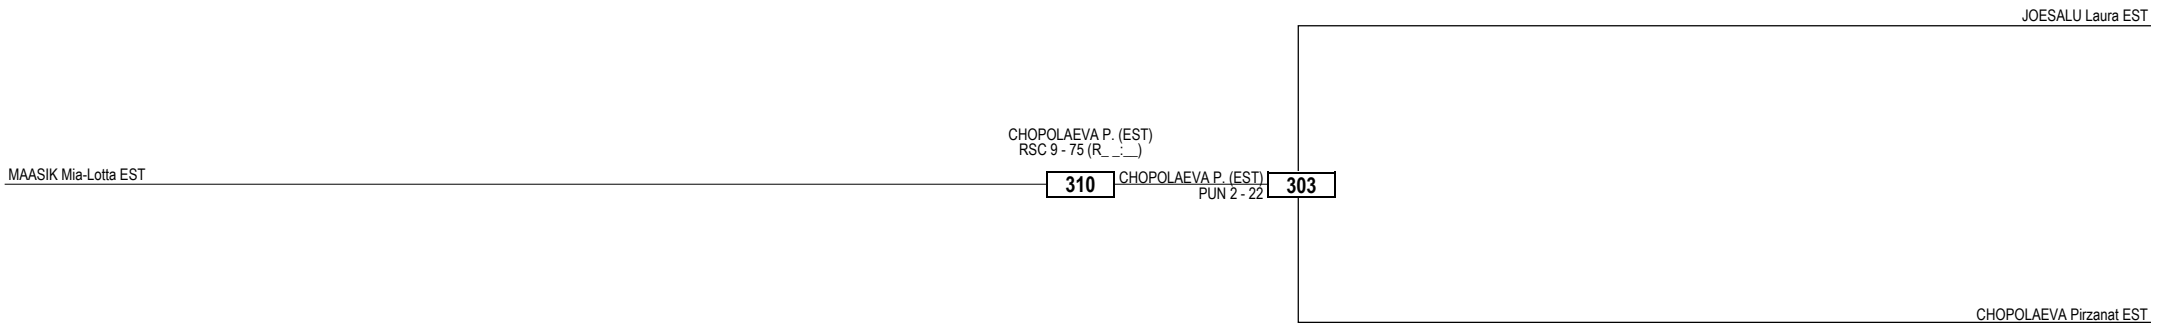 JOESALU Laura EST
CHOPOLAEVA P. (EST)
RSC 9 - 75 (R_ _:__)
MAASIK Mia-Lotta EST
310
CHOPOLAEVA P. (EST)
PUN 2 - 22
303
CHOPOLAEVA Pirzanat EST